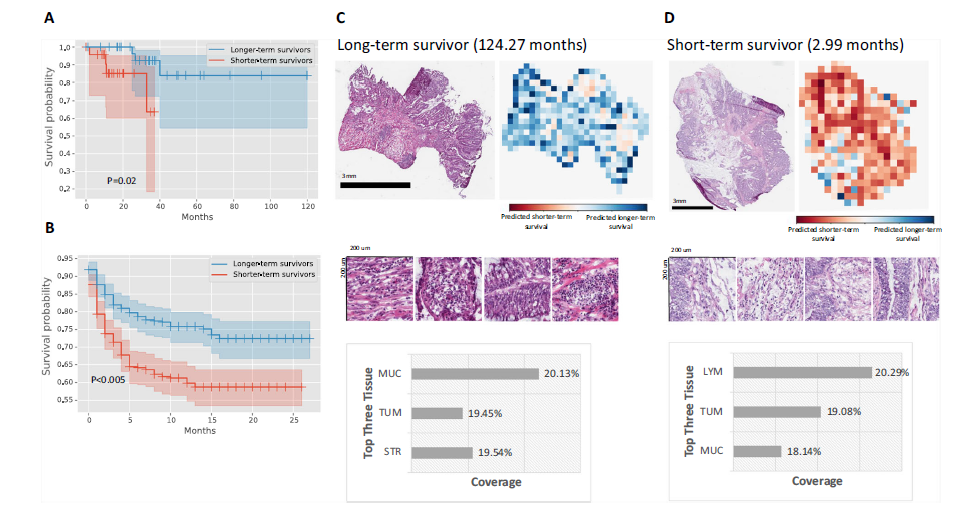 A
1,0
0,9
0,8
0,7
0,6
0,5
0,4
0,3
0,2
Survival probability
Longer-term survivors
Shorter•term survivors
P=0.02
0
20
40
60
80
100
120
Months
B
0,95
0,90
0,85
0,80
0,75
0,70
0,65
0,60
0,55
Survival probability
Longer•term survivors
Shorter•term survivors
P<0.005
0
5
10
15
20
25
Months
C
Long-term survivor (124.27 months)
3mm
Predicted shorter-term
survival
Predicted longer-term
survival
200 um
200 um
Top Three Tissue
MUC
20.13%
TUM
19.45%
STR
19.54%
Coverage
D
Short-term survivor (2.99 months)
3mm
Predicted shorter-term
survival
Predicted longer-term
survival
200 um
200 um
Top Three Tissue
LYM
20.29%
TUM
19.08%
MUC
18.14%
Coverage